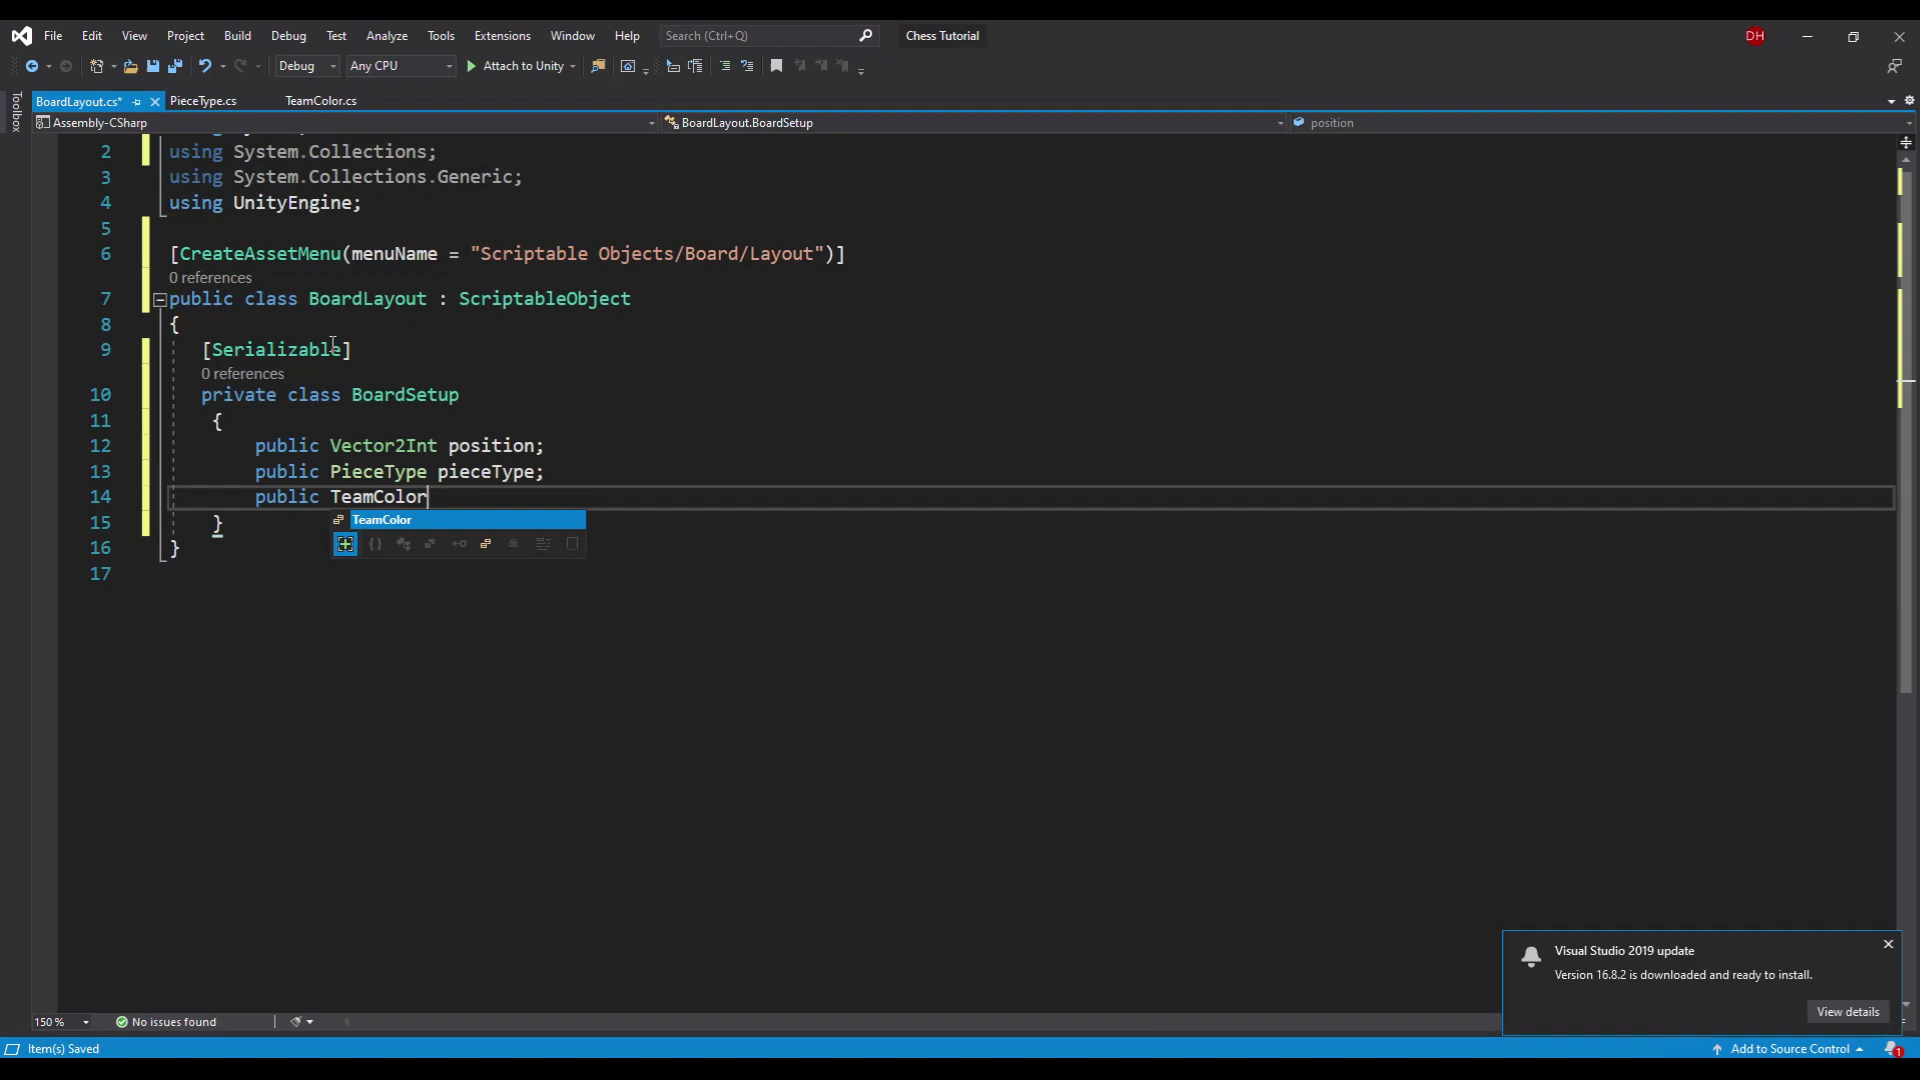 File Edit View Project Build Debug Test Analyze Tools Extensions Window Help Search (Ctrl+Q) Chess Tutorial DH
Debug Any CPU Attach to Unity
Toolbox
BoardLayout.cs* PieceType.cs TeamColor.cs
Assembly-CSharp BoardLayout.BoardSetup position
2 using System.Collections;
3 using System.Collections.Generic;
4 using UnityEngine;
5
6 [CreateAssetMenu(menuName = "Scriptable Objects/Board/Layout")]
0 references
7 public class BoardLayout : ScriptableObject
8 {
9 [Serializable]
0 references
10 private class BoardSetup
11 {
12 public Vector2Int position;
13 public PieceType pieceType;
14 public TeamColor
TeamColor
15 }
16 }
17
Visual Studio 2019 update
Version 16.8.2 is downloaded and ready to install.
View details
150 % No issues found
Item(s) Saved Add to Source Control 1